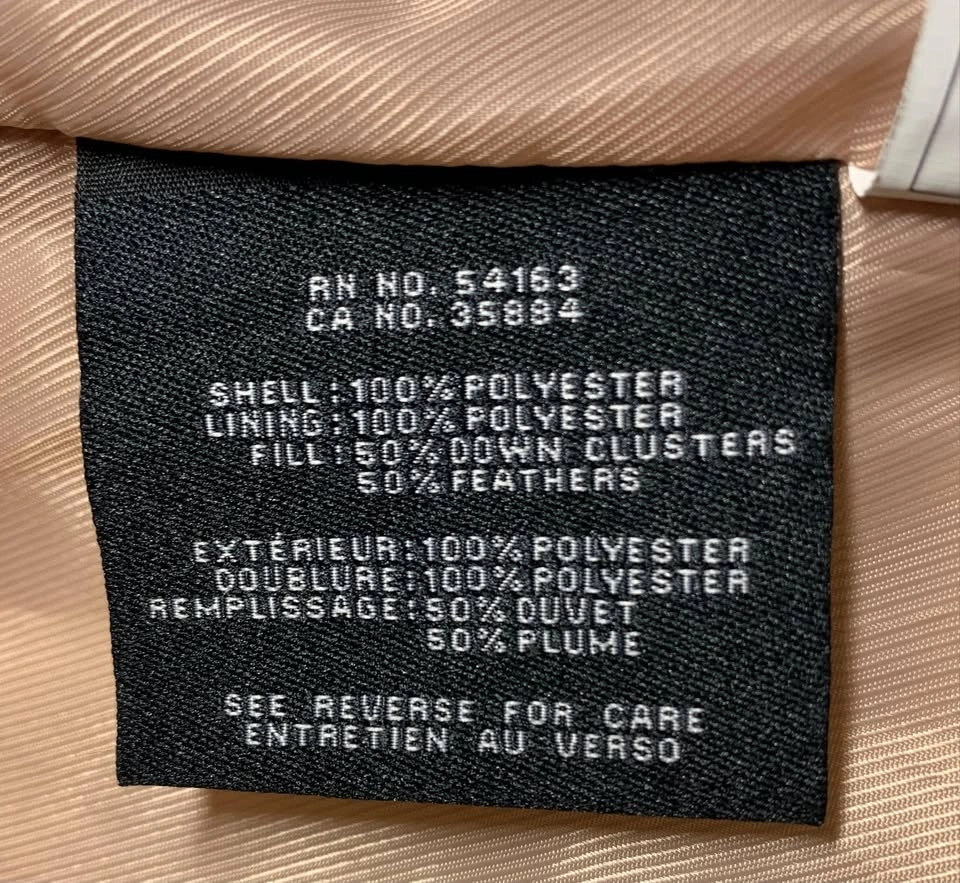 RN NO. 54163
CA NO. 35884
SHELL:100%POLYESTER
LINING:100%POLYESTER
FILL:50%DOWN CLUSTERS
50%FEATHERS
EXTÉRIEUR:100%POLYESTER
DOUBLURE:100%POLYESTER
REMPLISSAGE:50%DUVET
50%PLUME
SEE REVERSE FOR CARE
ENTRETIEN AU VERSO